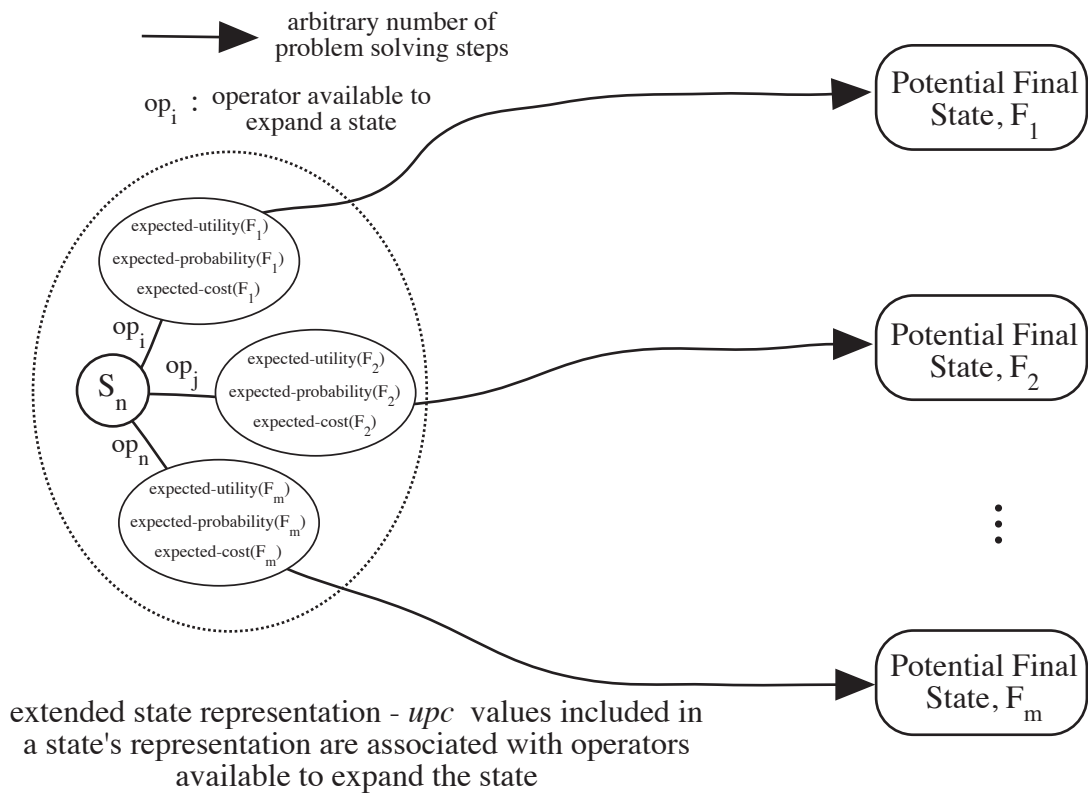 arbitrary number of
problem solving steps
op_i : operator available to
expand a state
Potential Final
State, F_1
expected-utility(F_1)
expected-probability(F_1)
expected-cost(F_1)
op_i
S_n
op_j
expected-utility(F_2)
expected-probability(F_2)
expected-cost(F_2)
Potential Final
State, F_2
op_n
expected-utility(F_m)
expected-probability(F_m)
expected-cost(F_m)
Potential Final
State, F_m
extended state representation - upc values included in
a state's representation are associated with operators
available to expand the state